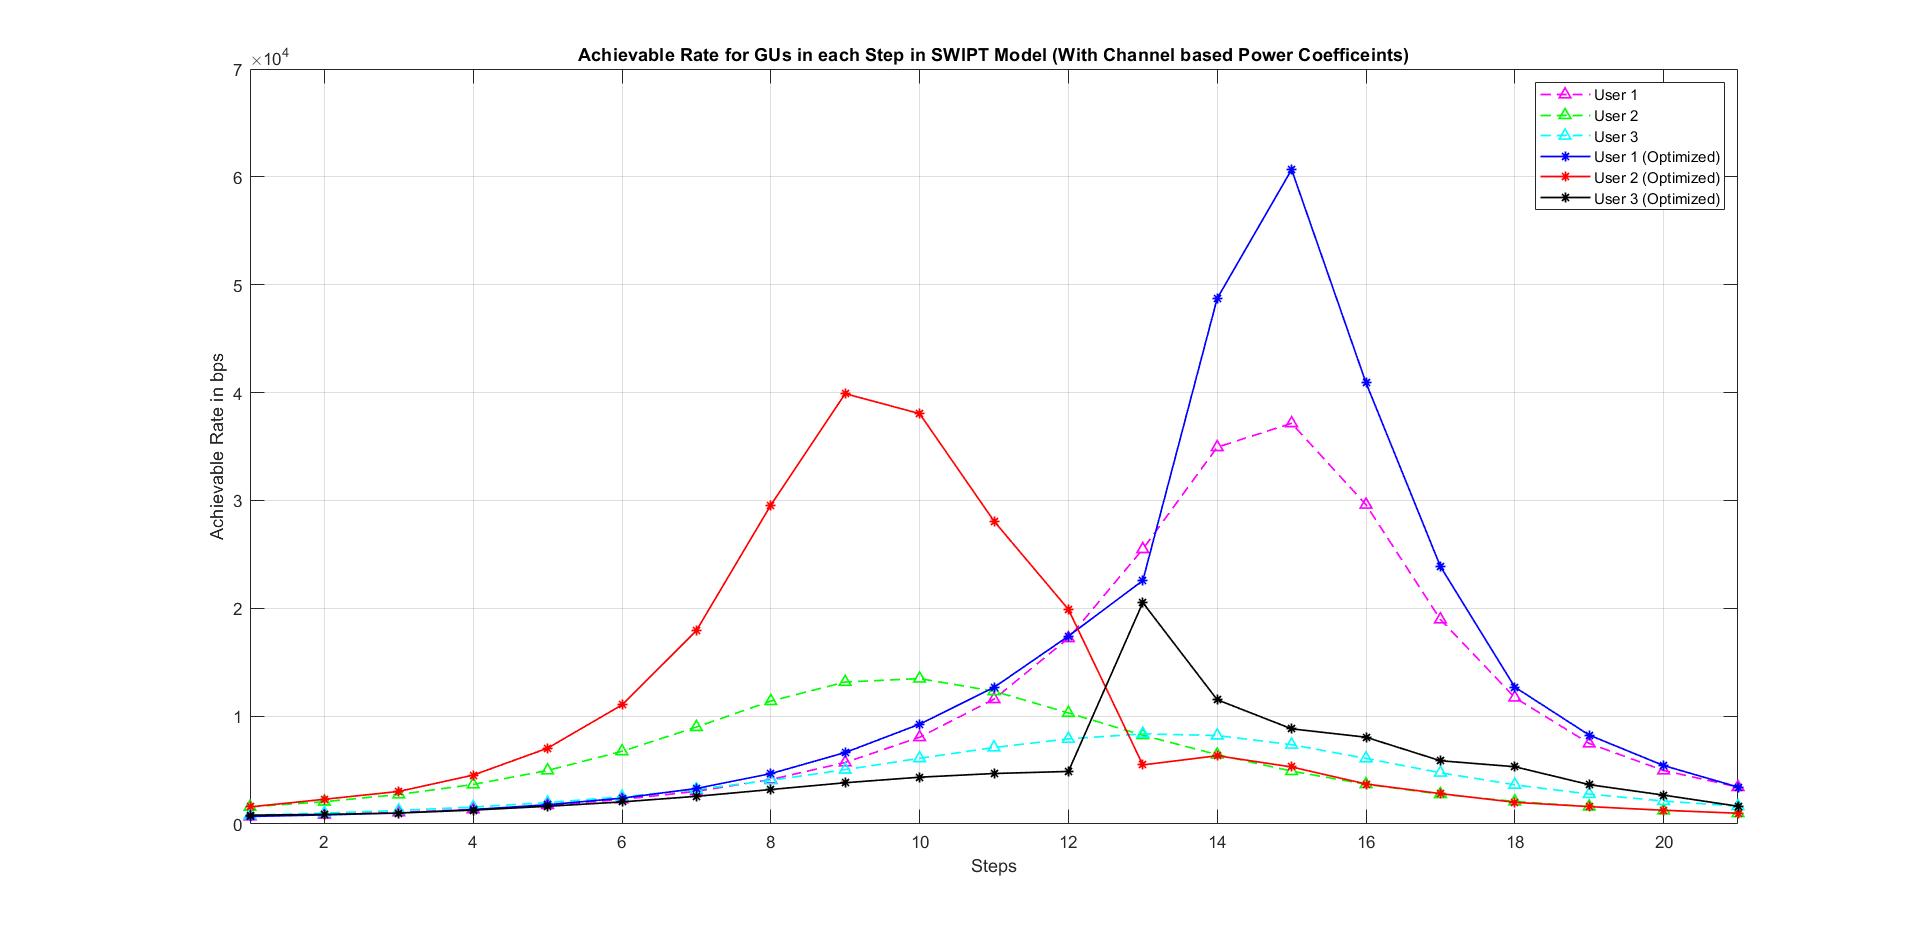 Achievable Rate for GUs in each Step in SWIPT Model (With Channel based Power Coefficeints)
×10⁴
7
6
5
4
3
2
1
0
Achievable Rate in bps
2 4 6 8 10 12 14 16 18 20
Steps
User 1
User 2
User 3
User 1 (Optimized)
User 2 (Optimized)
User 3 (Optimized)